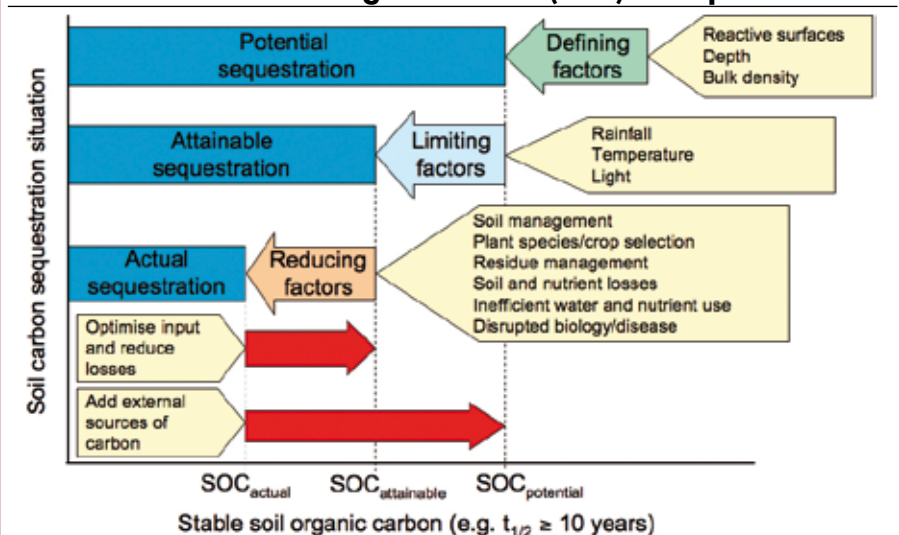 Potential
sequestration
Defining
factors
Reactive surfaces
Depth
Bulk density
Attainable
sequestration
Limiting
factors
Rainfall
Temperature
Light
Actual
sequestration
Reducing
factors
Soil management
Plant species/crop selection
Residue management
Soil and nutrient losses
Inefficient water and nutrient use
Disrupted biology/disease
Optimise input
and reduce
losses
Add external
sources of
carbon
Soil carbon sequestration situation
SOCactual
SOCattainable
SOCpotential
Stable soil organic carbon (e.g. t1/2 ≥ 10 years)